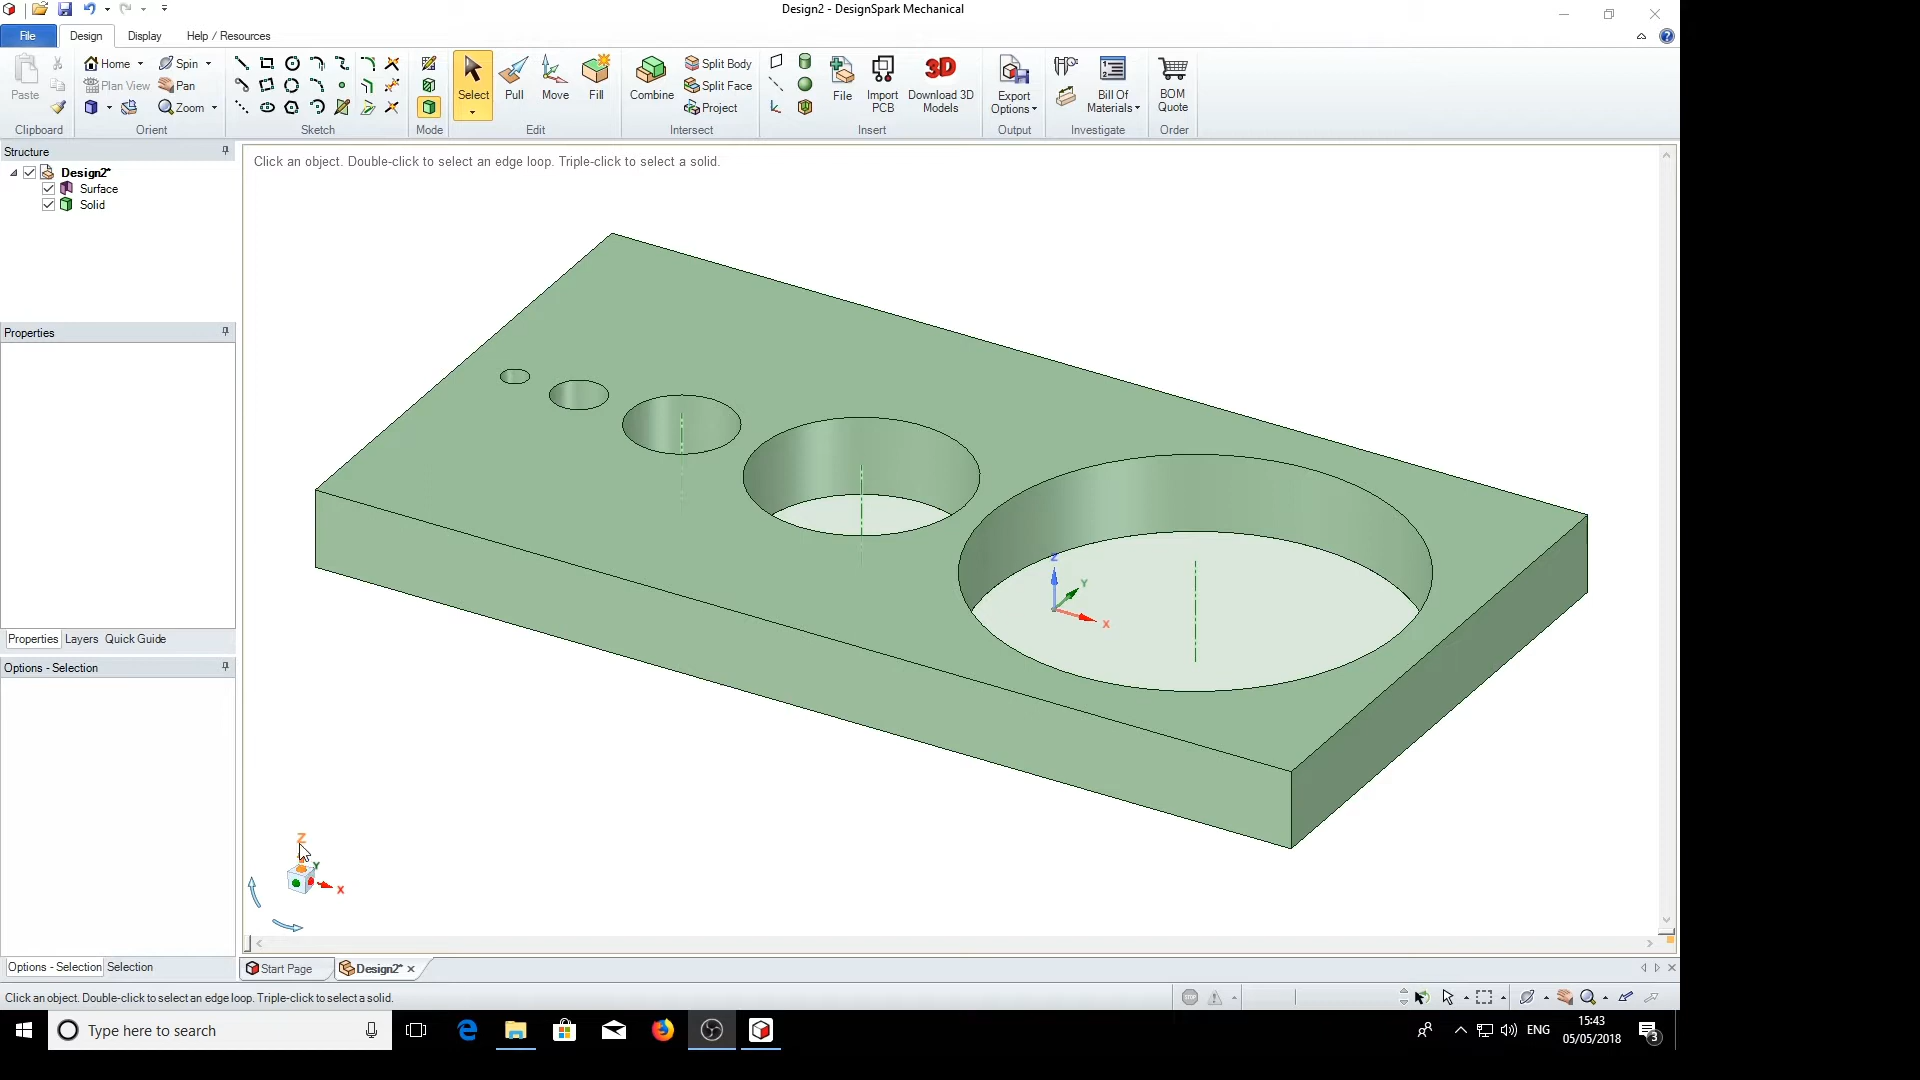 Design2 - DesignSpark Mechanical
File Design Display Help / Resources
Paste
Clipboard
Home Spin
Plan View Pan
Zoom
Orient
Sketch
Mode
Select Pull Move Fill
Edit
Combine
Split Body
Split Face
Project
Intersect
File
Import PCB
3D
Download 3D Models
Insert
Export Options
Output
Bill Of Materials
Investigate
BOM Quote
Order
Structure
Design2*
Surface
Solid
Properties
Properties Layers Quick Guide
Options - Selection
Options - Selection Selection
Click an object. Double-click to select an edge loop. Triple-click to select a solid.
Z
Y
X
Z
Y
X
Start Page Design2*
Click an object. Double-click to select an edge loop. Triple-click to select a solid.
STOP
Type here to search
ENG
15:43
05/05/2018
3